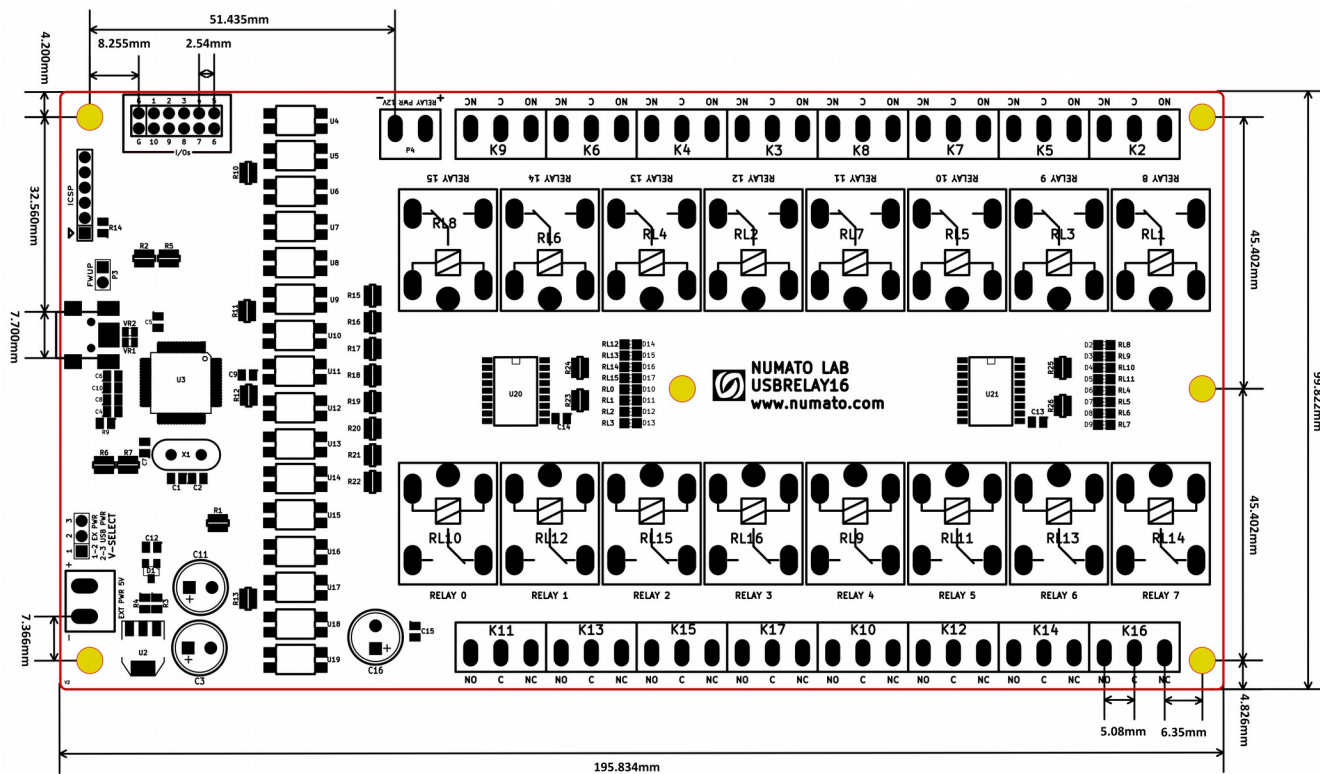 51.435mm
8.255mm
2.54mm
4.200mm
G 1 2 3 4 5
G 10 9 8 7 6
I/Os
ICSP
R14
R2 R5
FWUP
P3
32.560mm
7.700mm
VR2
VR1
C5
C6
C10
C8
C4
R9
U3
R6 R7
C7
X1
C1 C2
R1
3
2
1
1-2 EX PWR
2-3 USB PWR
V-SELECT
+
EXT PWR 5V
-
C12
D1
R4 R3
U2
C11
+
C3
+
7.366mm
V2
R10
R11
C9
R12
R13
U4
U5
U6
U7
U8
U9
U10
U11
U12
U13
U14
U15
U16
U17
U18
U19
R15
R16
R17
R18
R19
R20
R21
R22
C15
C16
+
- RELAY PWR 12V +
P4
NC C NO NC C NO NC C NO NC C NO NC C NO NC C NO NC C NO NC C NO
K9 K6 K4 K3 K8 K7 K5 K2
RELAY 15 RELAY 14 RELAY 13 RELAY 12 RELAY 11 RELAY 10 RELAY 9 RELAY 8
RL8 RL6 RL4 RL2 RL7 RL5 RL3 RL1
U20
C14
R24
R23
RL12 D14
RL13 D15
RL14 D16
RL15 D17
RL0 D10
RL1 D11
RL2 D12
RL3 D13
NUMATO LAB
USBRELAY16
www.numato.com
U21
C13
R25
R26
D2 RL8
D3 RL9
D4 RL10
D5 RL11
D6 RL4
D7 RL5
D8 RL6
D9 RL7
RL10 RL12 RL15 RL16 RL9 RL11 RL13 RL14
RELAY 0 RELAY 1 RELAY 2 RELAY 3 RELAY 4 RELAY 5 RELAY 6 RELAY 7
K11 K13 K15 K17 K10 K12 K14 K16
NO C NC NO C NC NO C NC NO C NC NO C NC NO C NC NO C NC NO C NC
45.402mm
45.402mm
99.822mm
4.826mm
5.08mm
6.35mm
195.834mm